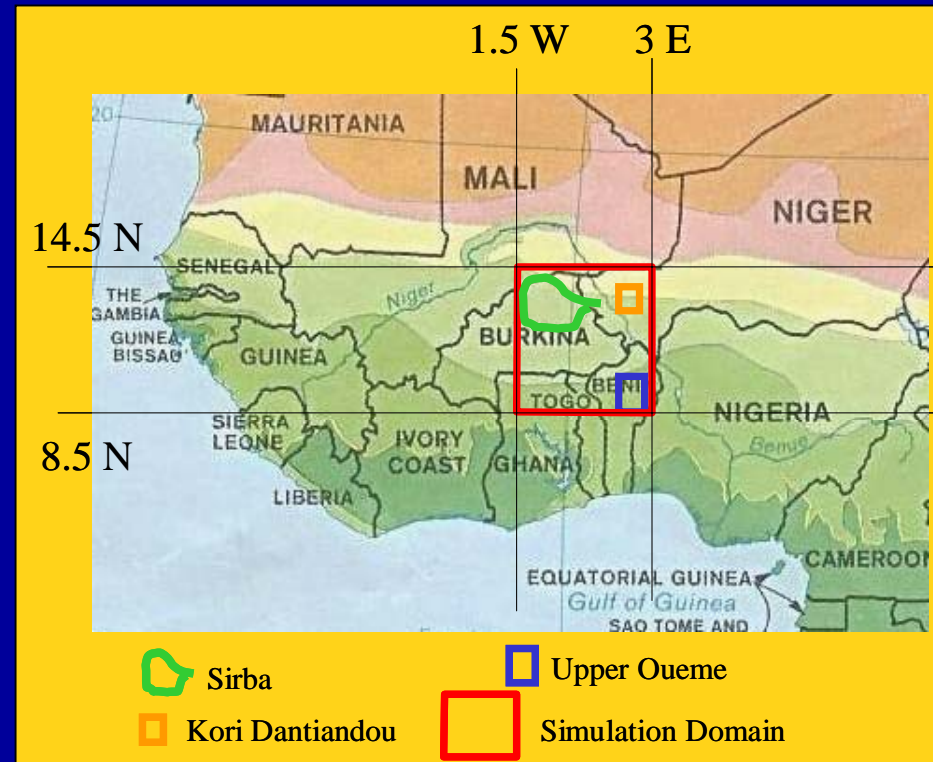 1.5 W 3 E
20
MAURITANIA
MALI
NIGER
14.5 N
SENEGAL
THE
GAMBIA
Niger
GUINEA
BISSAU
BURKINA
GUINEA
BENI
TOGO
NIGERIA
SIERRA
LEONE
IVORY
COAST
GHANA
Benue
8.5 N
LIBERIA
CAMEROON
EQUATORIAL GUINEA
Gulf of Guinea
SAO TOME AND
Sirba
Upper Oueme
Kori Dantiandou
Simulation Domain